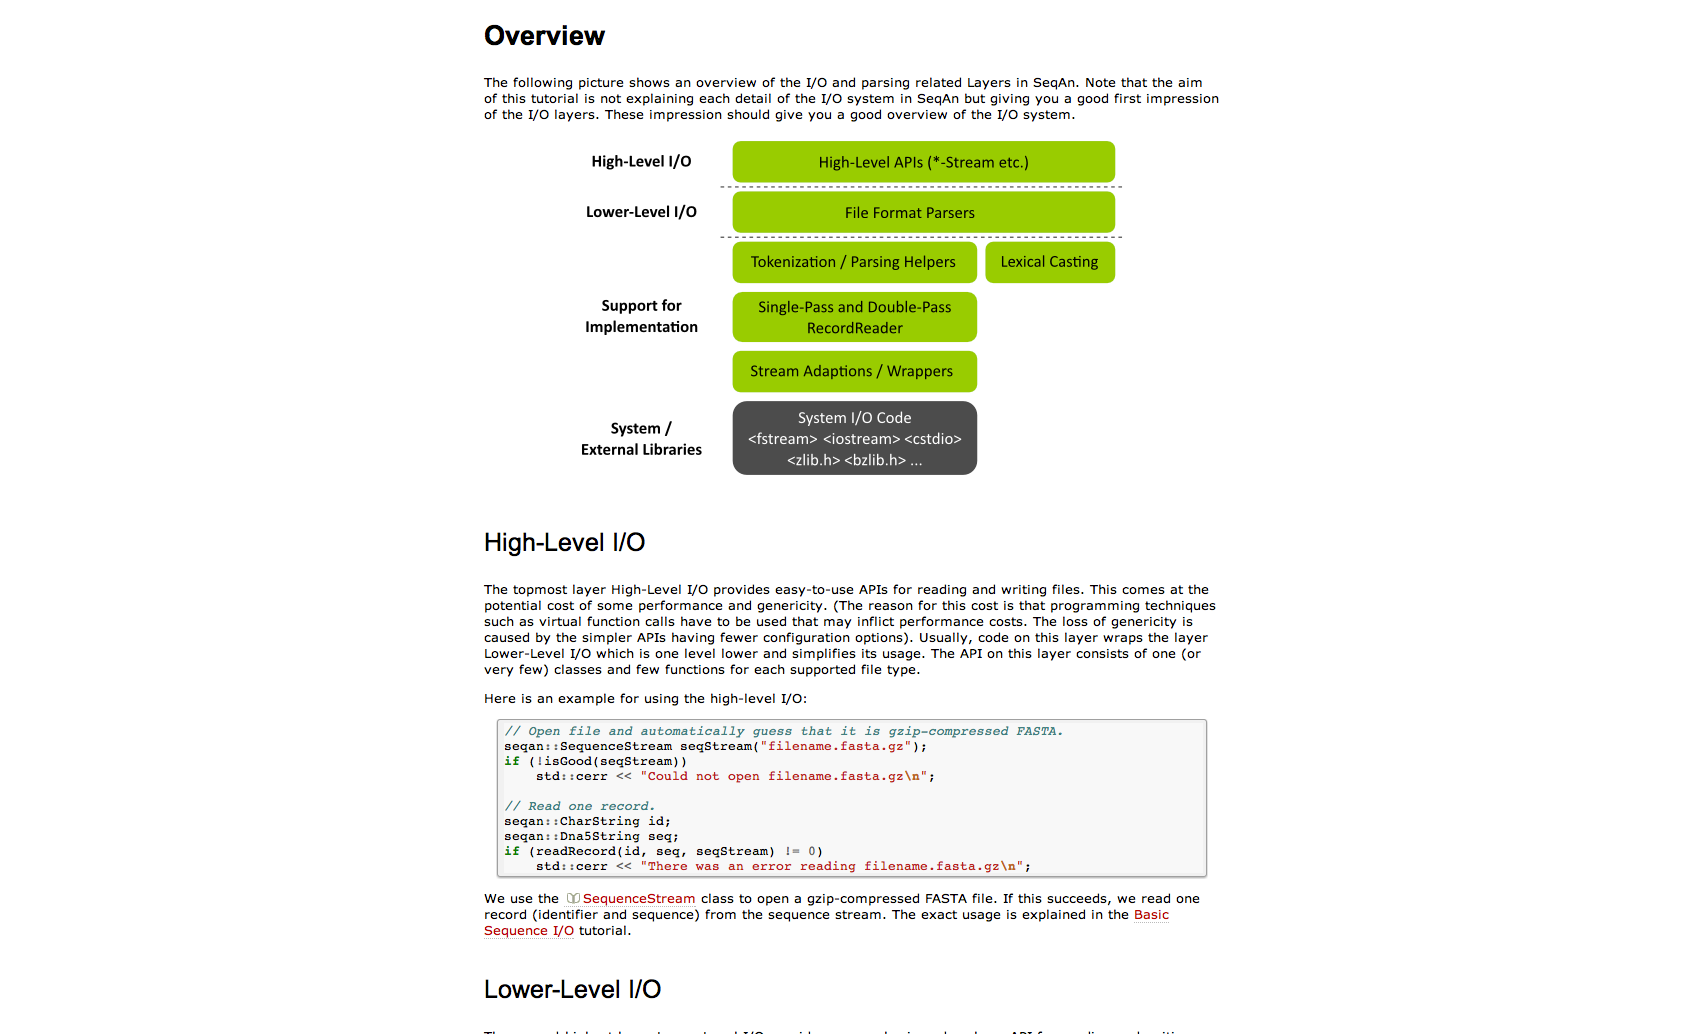 Overview
The following picture shows an overview of the I/O and parsing related Layers in SeqAn. Note that the aim
of this tutorial is not explaining each detail of the I/O system in SeqAn but giving you a good first impression
of the I/O layers. These impression should give you a good overview of the I/O system.
High-Level I/O
High-Level APIs (*-Stream etc.)
Lower-Level I/O
File Format Parsers
Tokenization / Parsing Helpers
Lexical Casting
Support for
Implementation
Single-Pass and Double-Pass
RecordReader
Stream Adaptions / Wrappers
System /
External Libraries
System I/O Code
<fstream> <iostream> <cstdio>
<zlib.h> <bzlib.h> ...
High-Level I/O
The topmost layer High-Level I/O provides easy-to-use APIs for reading and writing files. This comes at the
potential cost of some performance and genericity. (The reason for this cost is that programming techniques
such as virtual function calls have to be used that may inflict performance costs. The loss of genericity is
caused by the simpler APIs having fewer configuration options). Usually, code on this layer wraps the layer
Lower-Level I/O which is one level lower and simplifies its usage. The API on this layer consists of one (or
very few) classes and few functions for each supported file type.
Here is an example for using the high-level I/O:
// Open file and automatically guess that it is gzip-compressed FASTA.
seqan::SequenceStream seqStream("filename.fasta.gz");
if (!isGood(seqStream))
    std::cerr << "Could not open filename.fasta.gz\n";
// Read one record.
seqan::CharString id;
seqan::Dna5String seq;
if (readRecord(id, seq, seqStream) != 0)
    std::cerr << "There was an error reading filename.fasta.gz\n";
We use the SequenceStream class to open a gzip-compressed FASTA file. If this succeeds, we read one
record (identifier and sequence) from the sequence stream. The exact usage is explained in the Basic
Sequence I/O tutorial.
Lower-Level I/O